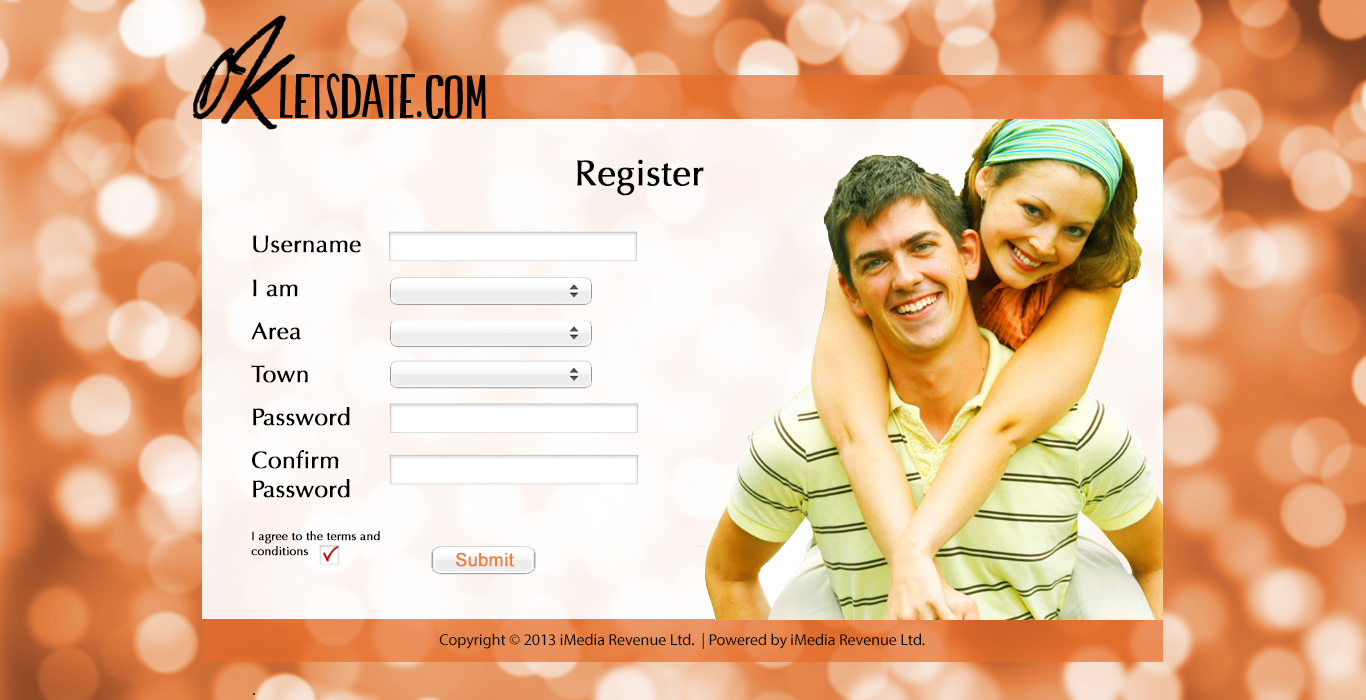 OKLETSDATE.COM
Register
Username
I am
Area
Town
Password
Confirm
Password
I agree to the terms and
conditions
Submit
Copyright © 2013 iMedia Revenue Ltd. | Powered by iMedia Revenue Ltd.
.